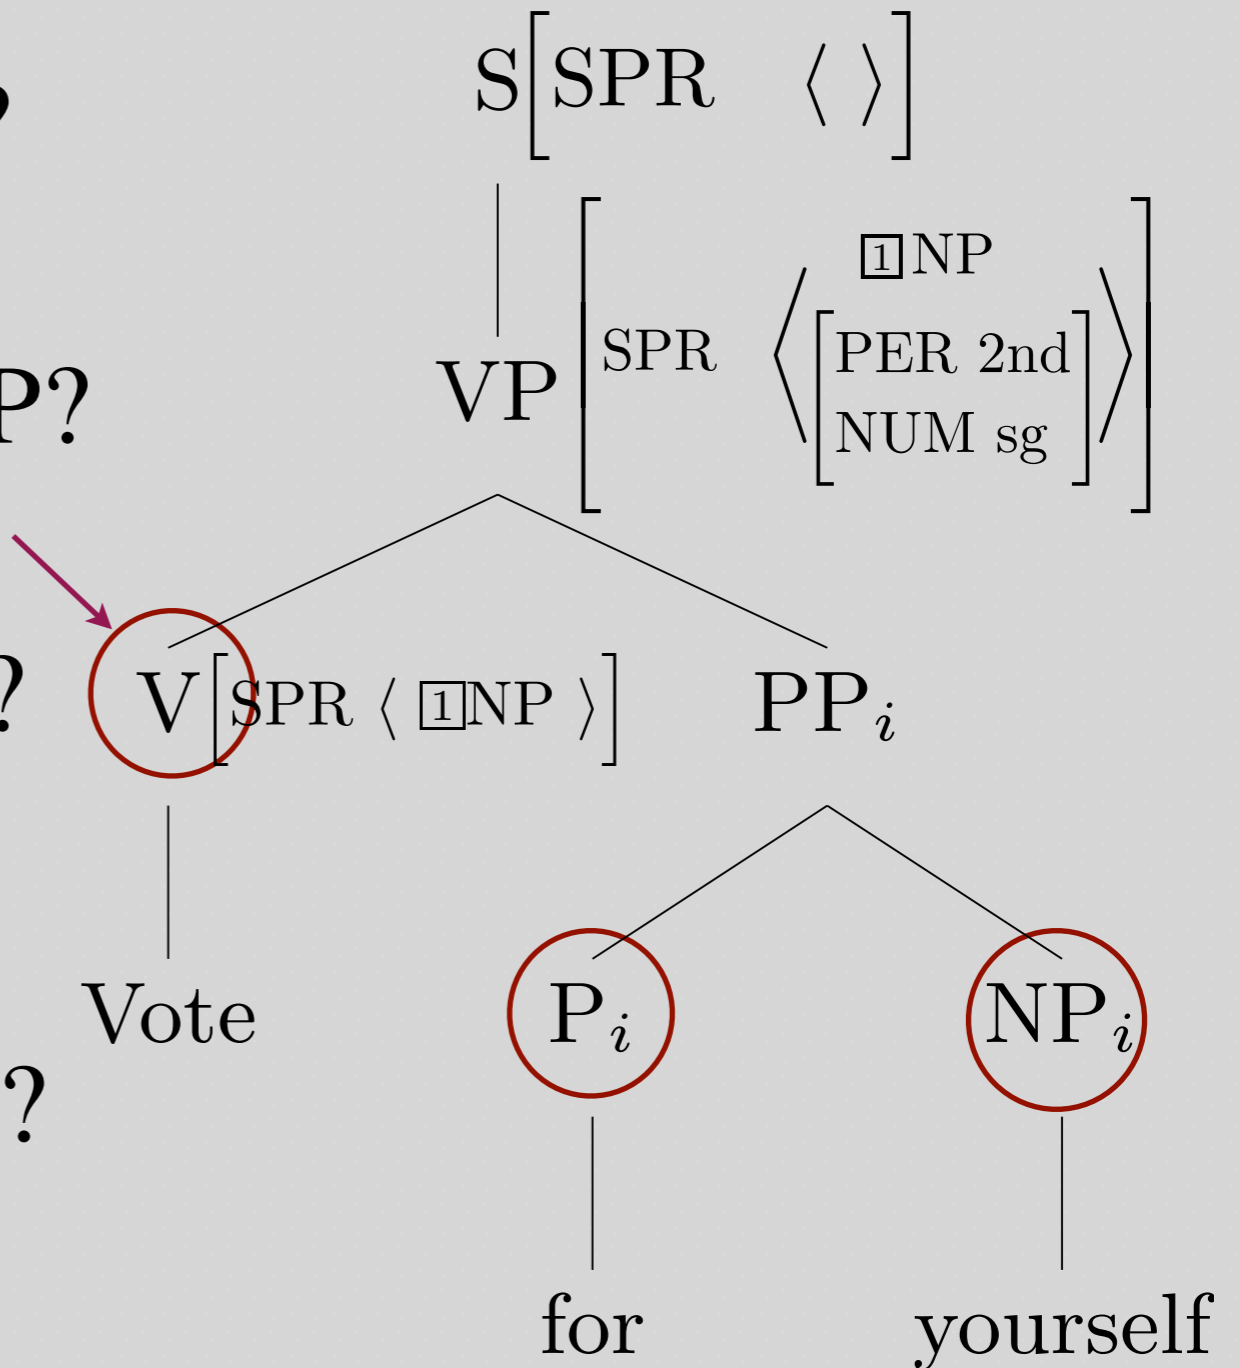 ?
S[SPR ⟨ ⟩]
1 NP
SPR ⟨[PER 2nd
NUM sg]⟩
P?
VP
?
V[SPR ⟨ 1 NP ⟩]
PPi
Vote
Pi
NPi
?
for
yourself